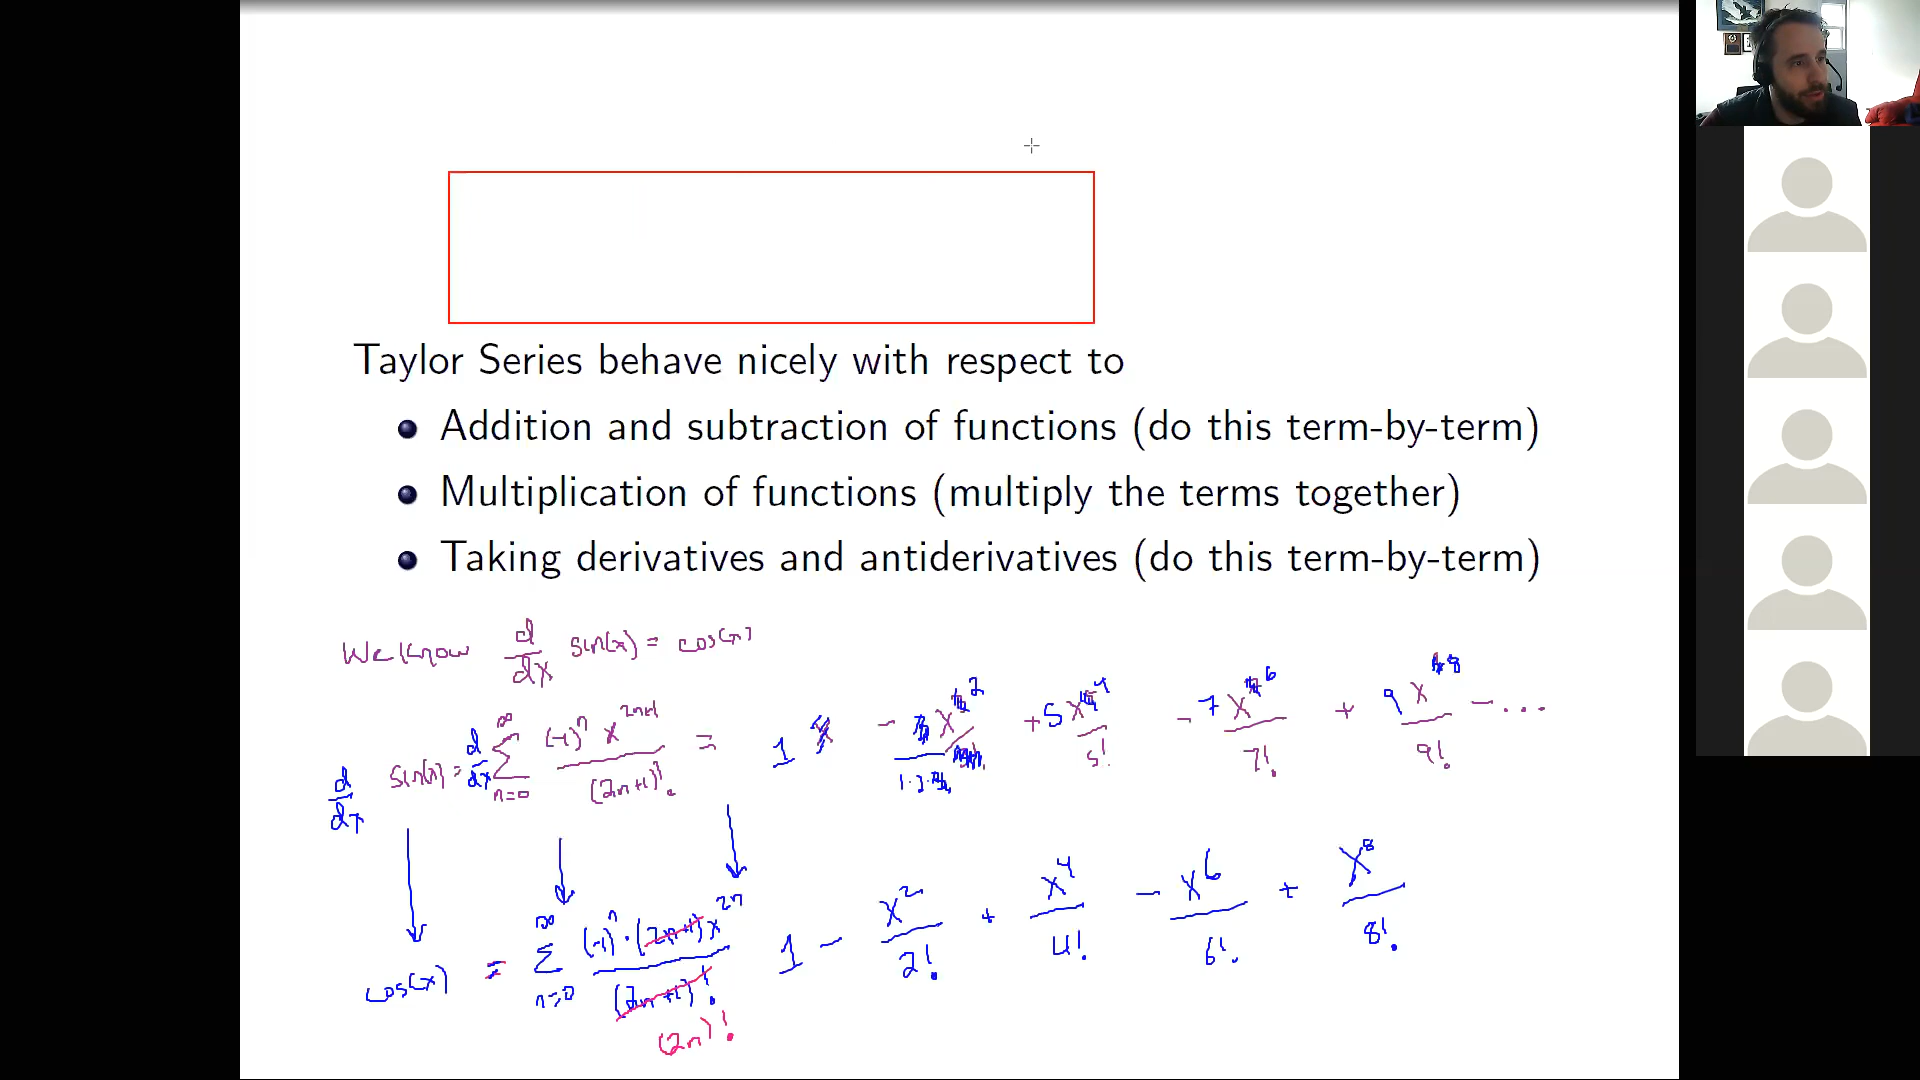 Taylor Series behave nicely with respect to
Addition and subtraction of functions (do this term-by-term)
Multiplication of functions (multiply the terms together)
Taking derivatives and antiderivatives (do this term-by-term)
We know d/dx sin(x) = cos(x)
d/dx sin(x) = d/dx ∑ n=0 ∞ (-1)^n x^(2n+1) / (2n+1)! = 1 - x^2 / 1·2 + 5x^4 / 5! - 7x^6 / 7! + 9x^8 / 9! - ...
cos(x) = ∑ n=0 ∞ (-1)^n · (2n+1) x^2n / (2n+1)! 1 - x^2 / 2! + x^4 / 4! - x^6 / 6! + x^8 / 8!
(2n)!